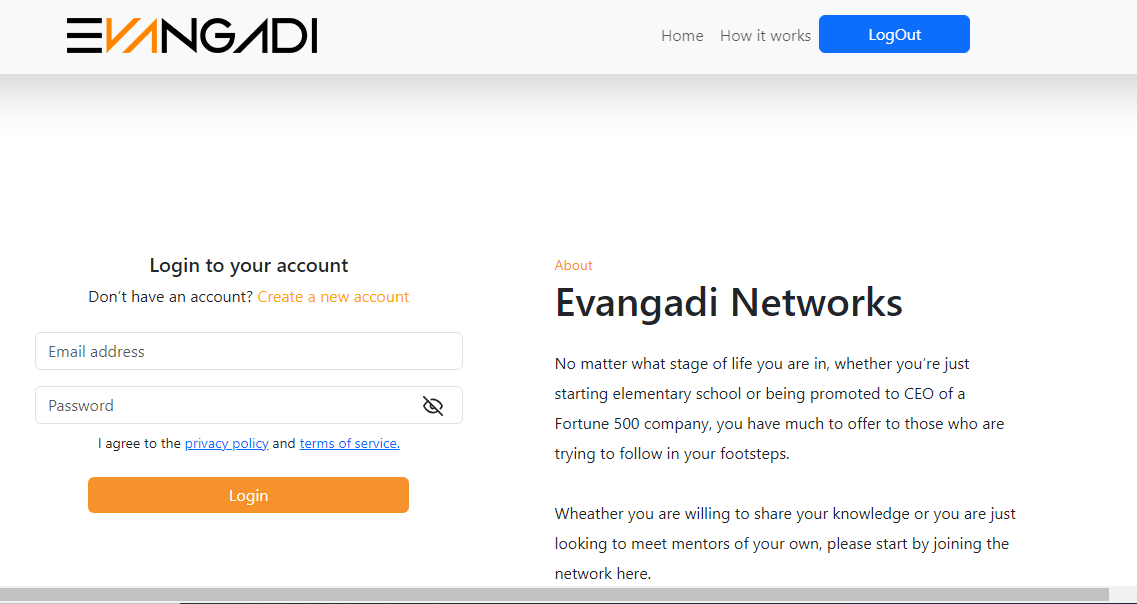 EVANGADI
Home How it works LogOut
Login to your account
Don't have an account? Create a new account
Email address
Password
I agree to the privacy policy and terms of service.
Login
About
Evangadi Networks
No matter what stage of life you are in, whether you're just
starting elementary school or being promoted to CEO of a
Fortune 500 company, you have much to offer to those who are
trying to follow in your footsteps.
Wheather you are willing to share your knowledge or you are just
looking to meet mentors of your own, please start by joining the
network here.